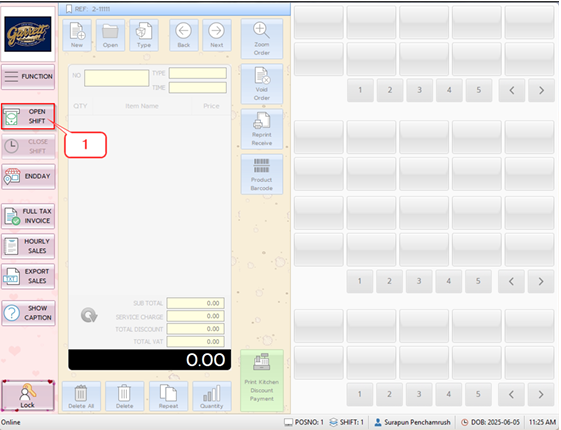 REF: 2-11111
Garrett
FUNCTION
OPEN
SHIFT
1
CLOSE
SHIFT
ENDDAY
FULL TAX
INVOICE
HOURLY
SALES
EXPORT
SALES
TXT
SHOW
CAPTION
Lock
New
Open
Type
Back
Next
Zoom
Order
NO
TYPE
TIME
QTY
Item Name
Price
Void
Order
Reprint
Receive
Product
Barcode
SUB TOTAL
0.00
SERVICE CHARGE
0.00
TOTAL DISCOUNT
0.00
TOTAL VAT
0.00
0.00
Print Kitchen
Discount
Payment
Delete All
Delete
Repeat
Quantity
1 2 3 4 5 < >
1 2 3 4 5 < >
1 2 3 4 5 < >
Online
POSNO: 1
SHIFT: 1
Surapun Penchamrush
DOB: 2025-06-05
11:25 AM